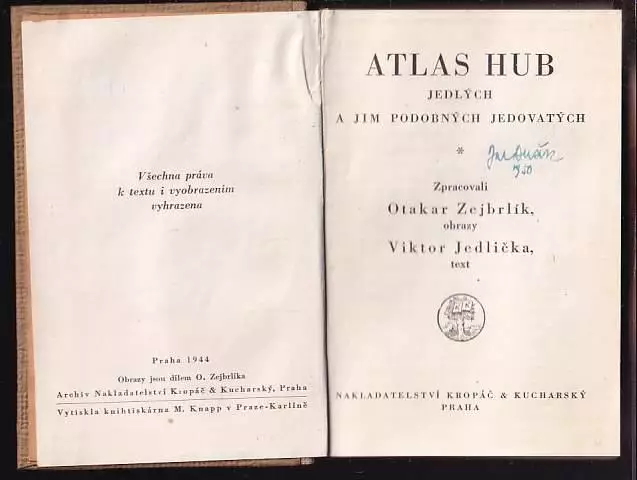 Všechna práva
k textu i vyobrazením
vyhrazena
Praha 1944
Obrazy jsou dílem O. Zejbrlíka
Archiv Nakladatelství Kropáč & Kucharský, Praha
Vytiskla knihtiskárna M. Knapp v Praze-Karlíně
ATLAS HUB
JEDLÝCH
A JIM PODOBNÝCH JEDOVATÝCH
*
Zpracovali
Otakar Zejbrlík,
obrazy
Viktor Jedlička,
text
NAKLADATELSTVÍ KROPÁČ & KUCHARSKÝ
PRAHA